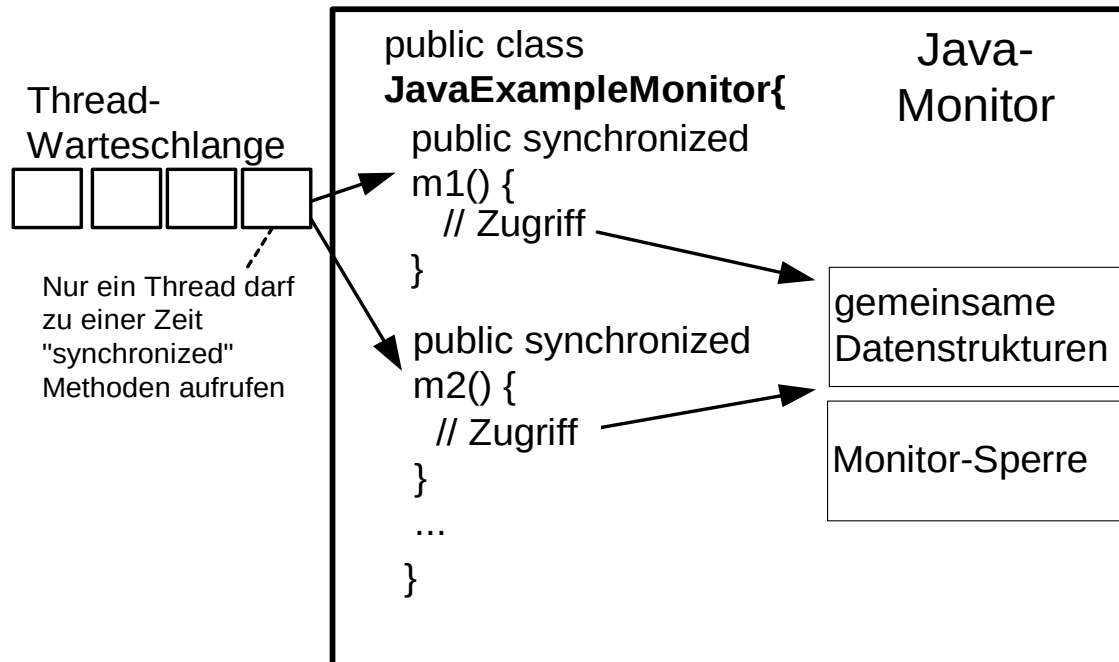 Thread-
Warteschlange
Nur ein Thread darf
zu einer Zeit
"synchronized"
Methoden aufrufen
public class
JavaExampleMonitor{
public synchronized
m1() {
// Zugriff
}
public synchronized
m2() {
// Zugriff
}
...
}
Java-
Monitor
gemeinsame
Datenstrukturen
Monitor-Sperre